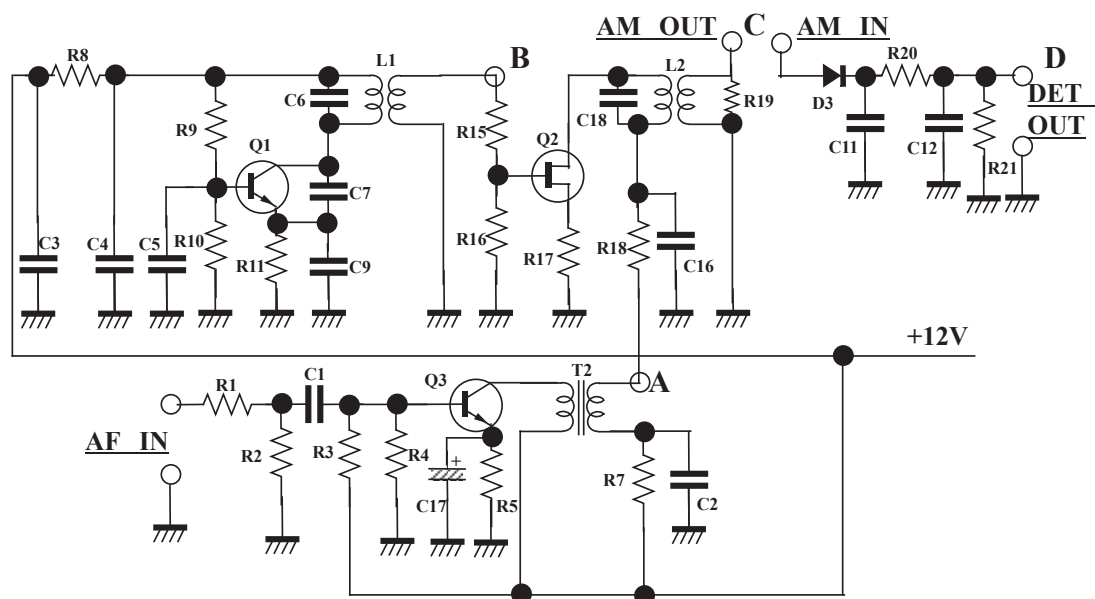 AM OUT
C
AM IN
R8
L1
B
L2
R20
D
C6
C18
R19
D3
DET
OUT
R9
R15
Q1
Q2
C11
C12
R21
C7
C3
C4
C5
R10
R11
C9
R16
R17
R18
C16
+12V
A
R1
C1
Q3
T2
AF IN
R2
R3
R4
+
C17
R5
R7
C2